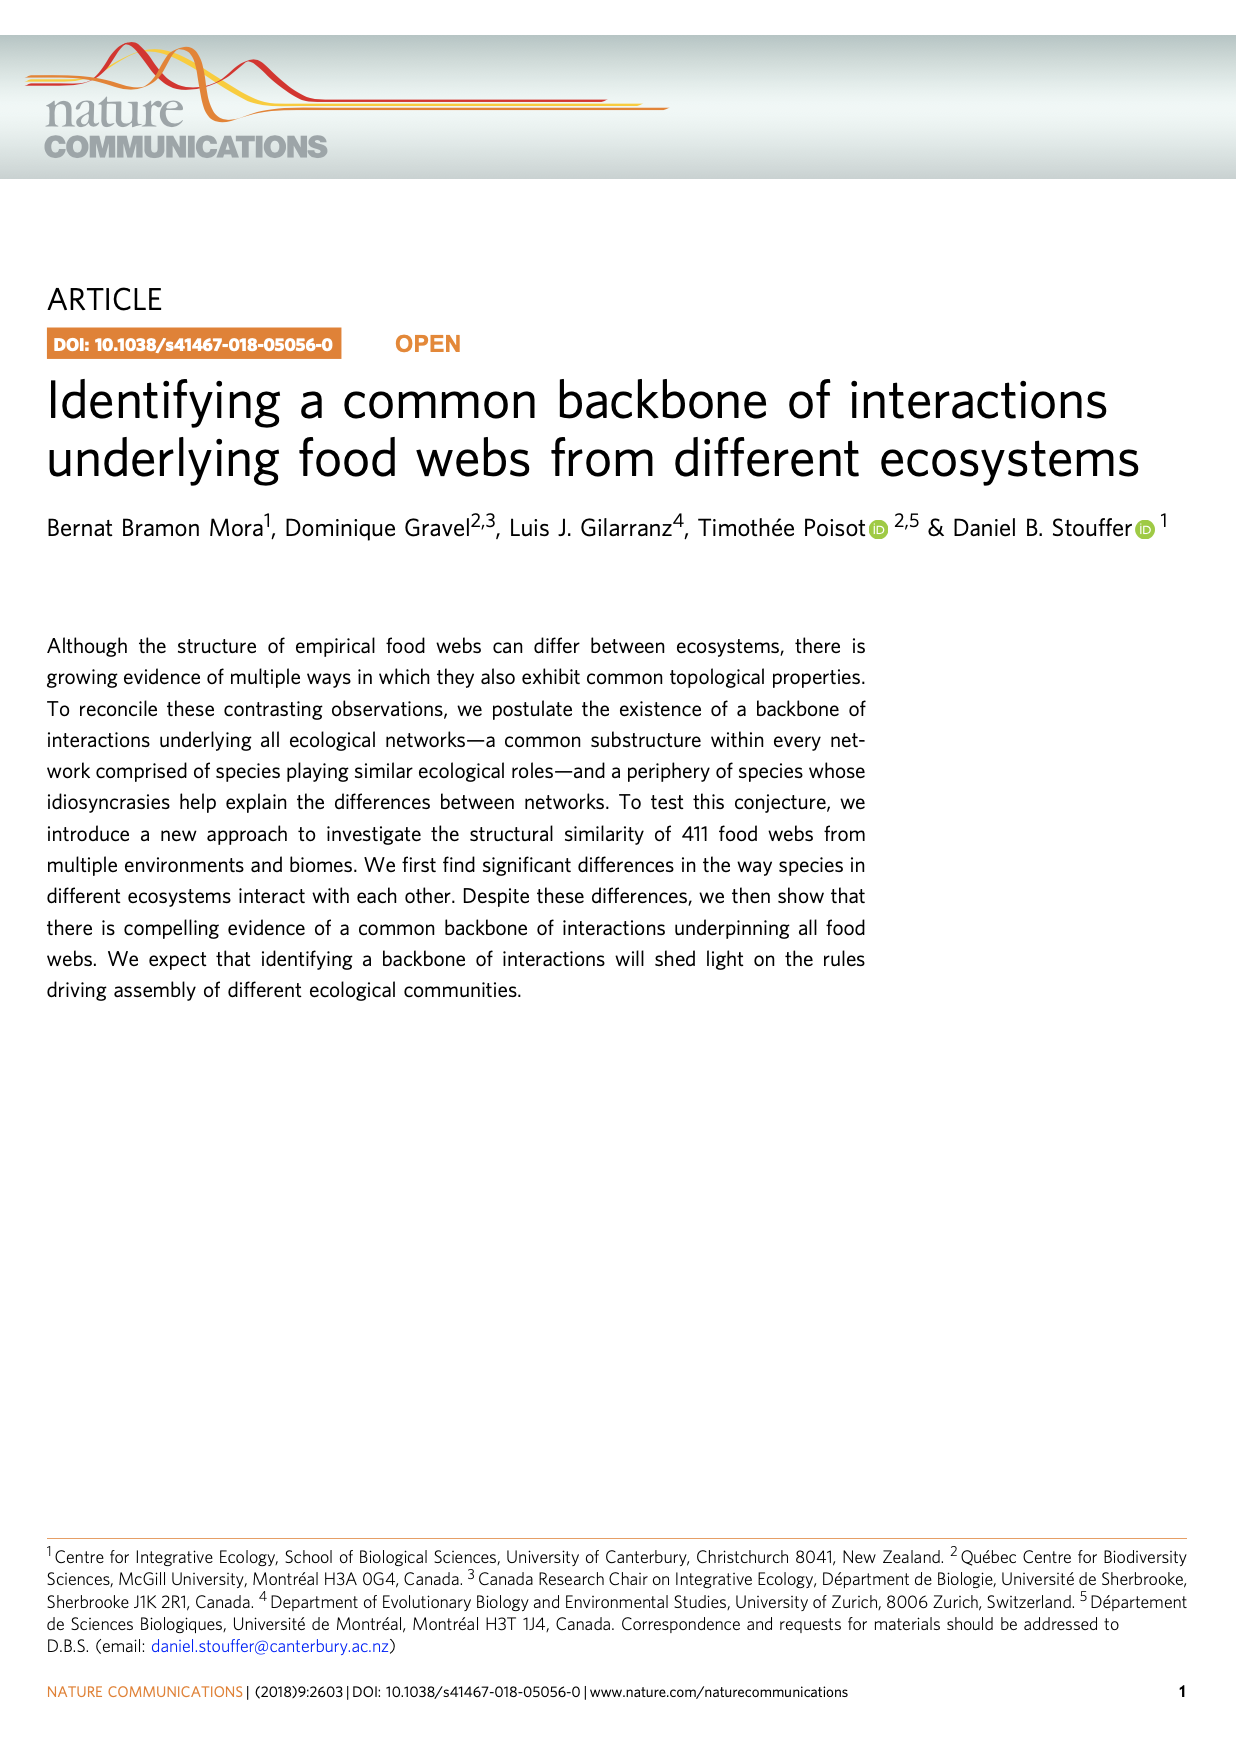 nature
COMMUNICATIONS
ARTICLE
DOI: 10.1038/s41467-018-05056-0 OPEN
Identifying a common backbone of interactions
underlying food webs from different ecosystems
Bernat Bramon Mora1, Dominique Gravel2,3, Luis J. Gilarranz4, Timothée Poisot iD 2,5 & Daniel B. Stouffer iD 1
Although the structure of empirical food webs can differ between ecosystems, there is
growing evidence of multiple ways in which they also exhibit common topological properties.
To reconcile these contrasting observations, we postulate the existence of a backbone of
interactions underlying all ecological networks—a common substructure within every net-
work comprised of species playing similar ecological roles—and a periphery of species whose
idiosyncrasies help explain the differences between networks. To test this conjecture, we
introduce a new approach to investigate the structural similarity of 411 food webs from
multiple environments and biomes. We first find significant differences in the way species in
different ecosystems interact with each other. Despite these differences, we then show that
there is compelling evidence of a common backbone of interactions underpinning all food
webs. We expect that identifying a backbone of interactions will shed light on the rules
driving assembly of different ecological communities.
1 Centre for Integrative Ecology, School of Biological Sciences, University of Canterbury, Christchurch 8041, New Zealand. 2 Québec Centre for Biodiversity
Sciences, McGill University, Montréal H3A 0G4, Canada. 3 Canada Research Chair on Integrative Ecology, Départment de Biologie, Université de Sherbrooke,
Sherbrooke J1K 2R1, Canada. 4 Department of Evolutionary Biology and Environmental Studies, University of Zurich, 8006 Zurich, Switzerland. 5 Département
de Sciences Biologiques, Université de Montréal, Montréal H3T 1J4, Canada. Correspondence and requests for materials should be addressed to
D.B.S. (email: daniel.stouffer@canterbury.ac.nz)
NATURE COMMUNICATIONS | (2018)9:2603 | DOI: 10.1038/s41467-018-05056-0 | www.nature.com/naturecommunications 1